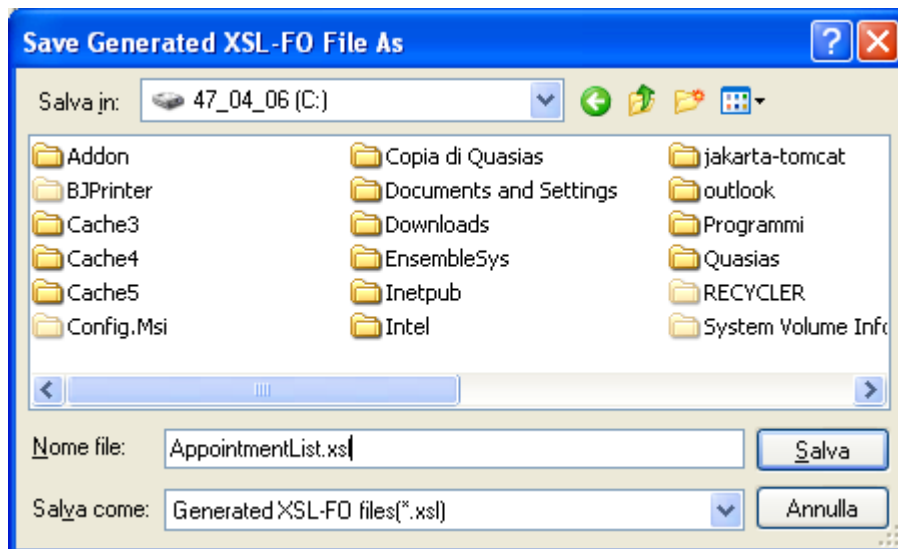 Save Generated XSL-FO File As
Salva in: 47_04_06 (C:)
Addon Copia di Quasias jakarta-tomcat
BJPrinter Documents and Settings outlook
Cache3 Downloads Programmi
Cache4 EnsembleSys Quasias
Cache5 Inetpub RECYCLER
Config.Msi Intel System Volume Info
Nome file: AppointmentList.xsl Salva
Salva come: Generated XSL-FO files(*.xsl) Annulla